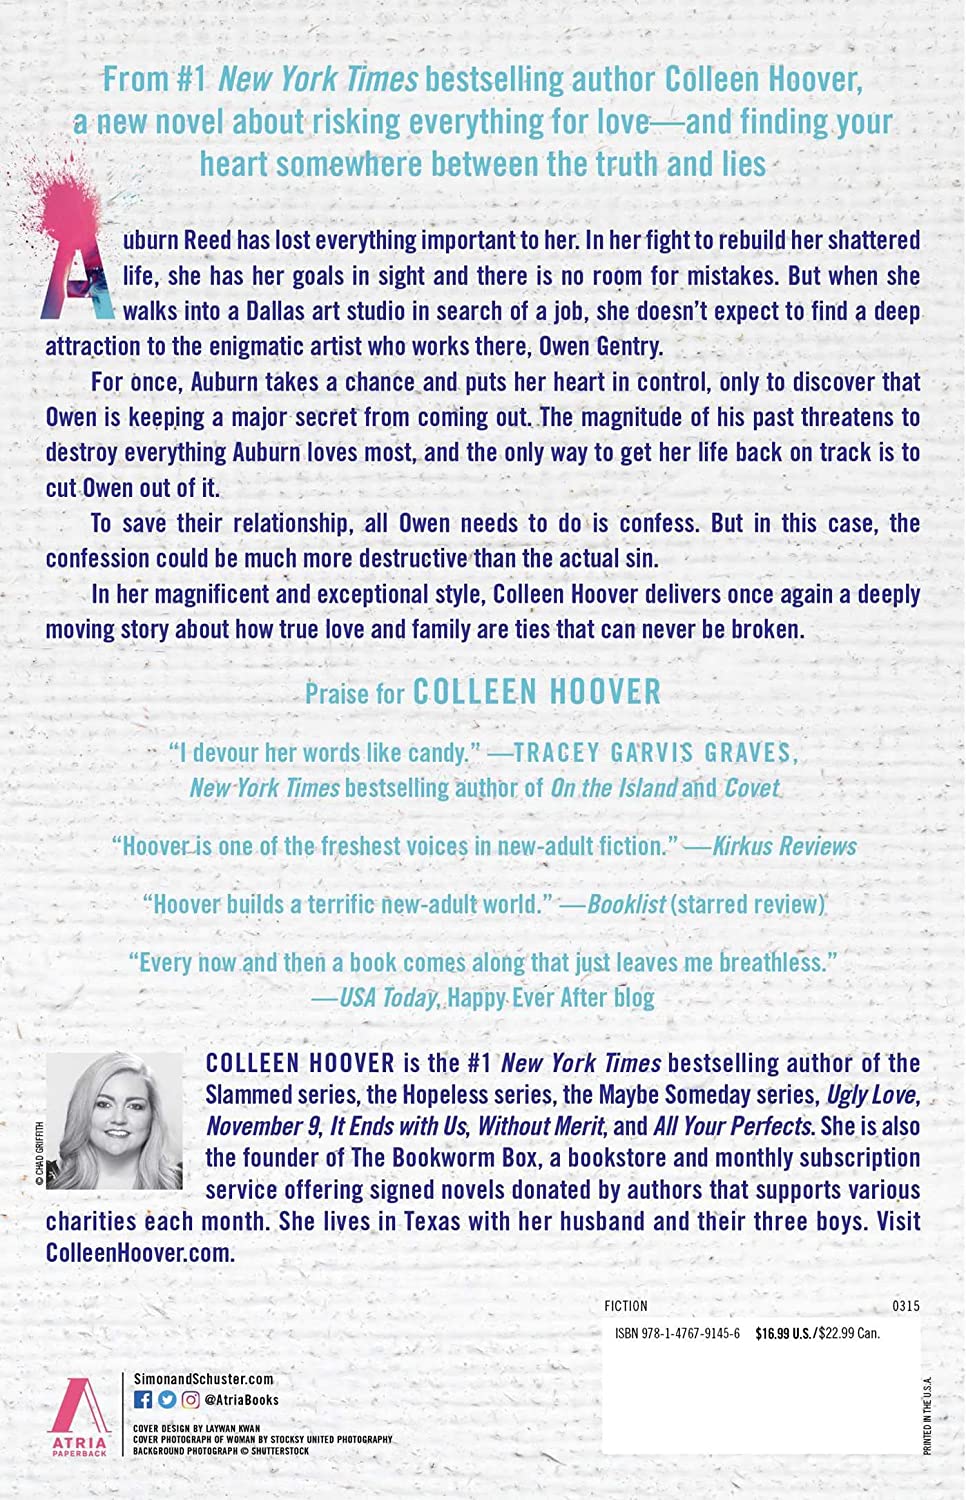 From #1 New York Times bestselling author Colleen Hoover,
a new novel about risking everything for love—and finding your
heart somewhere between the truth and lies
Auburn Reed has lost everything important to her. In her fight to rebuild her shattered
life, she has her goals in sight and there is no room for mistakes. But when she
walks into a Dallas art studio in search of a job, she doesn’t expect to find a deep
attraction to the enigmatic artist who works there, Owen Gentry.
For once, Auburn takes a chance and puts her heart in control, only to discover that
Owen is keeping a major secret from coming out. The magnitude of his past threatens to
destroy everything Auburn loves most, and the only way to get her life back on track is to
cut Owen out of it.
To save their relationship, all Owen needs to do is confess. But in this case, the
confession could be much more destructive than the actual sin.
In her magnificent and exceptional style, Colleen Hoover delivers once again a deeply
moving story about how true love and family are ties that can never be broken.
Praise for COLLEEN HOOVER
“I devour her words like candy.” —TRACEY GARVIS GRAVES,
New York Times bestselling author of On the Island and Covet
“Hoover is one of the freshest voices in new-adult fiction.” —Kirkus Reviews
“Hoover builds a terrific new-adult world.” —Booklist (starred review)
“Every now and then a book comes along that just leaves me breathless.”
—USA Today, Happy Ever After blog
© CHAD GRIFFITH
COLLEEN HOOVER is the #1 New York Times bestselling author of the
Slammed series, the Hopeless series, the Maybe Someday series, Ugly Love,
November 9, It Ends with Us, Without Merit, and All Your Perfects. She is also
the founder of The Bookworm Box, a bookstore and monthly subscription
service offering signed novels donated by authors that supports various
charities each month. She lives in Texas with her husband and their three boys. Visit
ColleenHoover.com.
FICTION 0315
ISBN 978-1-4767-9145-6 $16.99 U.S./$22.99 Can.
PRINTED IN THE U.S.A.
ATRIA
PAPERBACK
SimonandSchuster.com
@AtriaBooks
COVER DESIGN BY LAYWAN KWAN
COVER PHOTOGRAPH OF WOMAN BY STOCKSY UNITED PHOTOGRAPHY
BACKGROUND PHOTOGRAPH © SHUTTERSTOCK